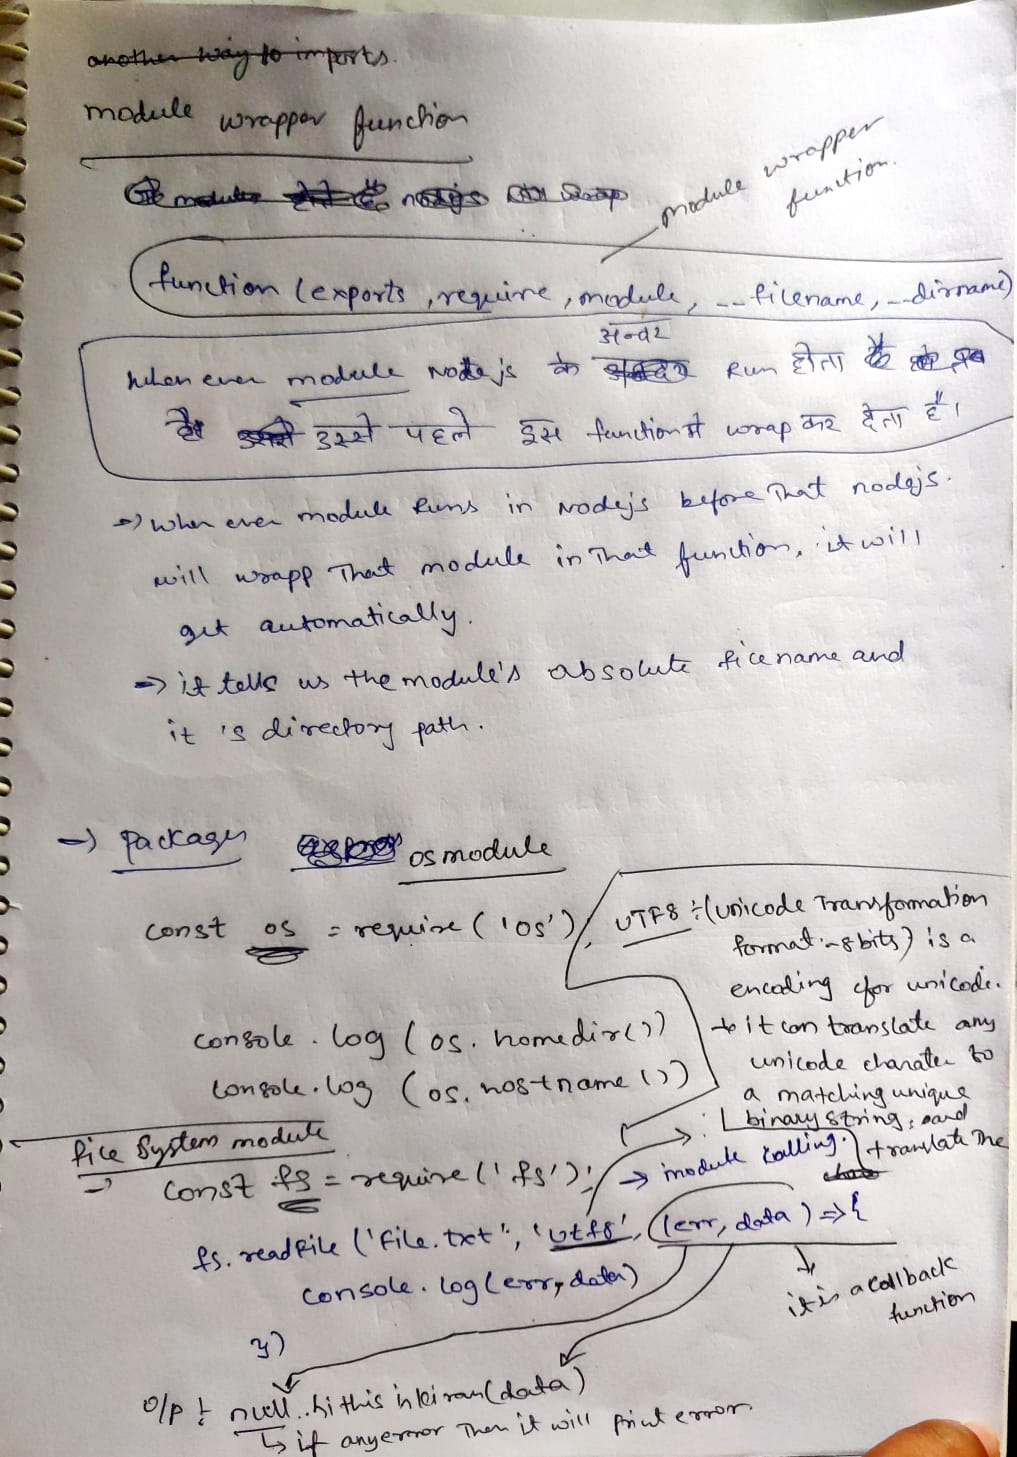 another way to imports.
module wrapper function
module wrapper
function.
function (exports, require, module, __filename, __dirname)
अन्दर
when ever module Nodejs के Run होता है
उससे पहले इस function में wrap कर देता है।
=> when ever module Runs in Nodejs before That nodejs.
will wrapp That module in That function, it will
get automatically.
=> it tells us the module's absolute filename and
it 's directory path.
-> packages os module
const os = require('os');
UTF8 :- (unicode Transformation
format - 8 bits) is a
encoding for unicode.
-> it can translate any
unicode charater to
a matching unique
binary string, and
translate The
console.log (os.homedir())
console.log (os.hostname())
file System module
-> const fs = require('fs'); -> module calling.
fs.readFile ('file.txt', 'utf8', (err, data) => {
console.log(err, data)
})
it is a callback
function
o/p : null hi this is kiran (data)
if any error Then it will print error.